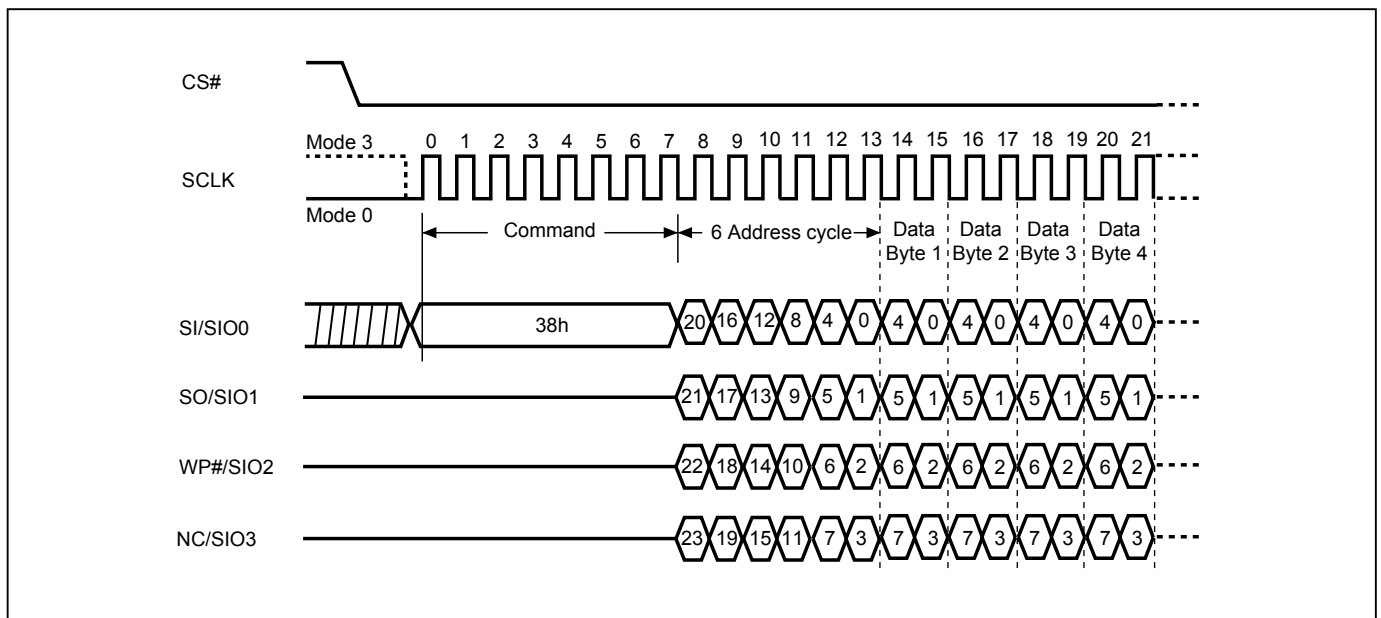 CS#
Mode 3
0 1 2 3 4 5 6 7 8 9 10 11 12 13 14 15 16 17 18 19 20 21
SCLK
Mode 0
Command
6 Address cycle
Data Byte 1
Data Byte 2
Data Byte 3
Data Byte 4
SI/SIO0
38h
20 16 12 8 4 0 4 0 4 0 4 0 4 0
SO/SIO1
21 17 13 9 5 1 5 1 5 1 5 1 5 1
WP#/SIO2
22 18 14 10 6 2 6 2 6 2 6 2 6 2
NC/SIO3
23 19 15 11 7 3 7 3 7 3 7 3 7 3